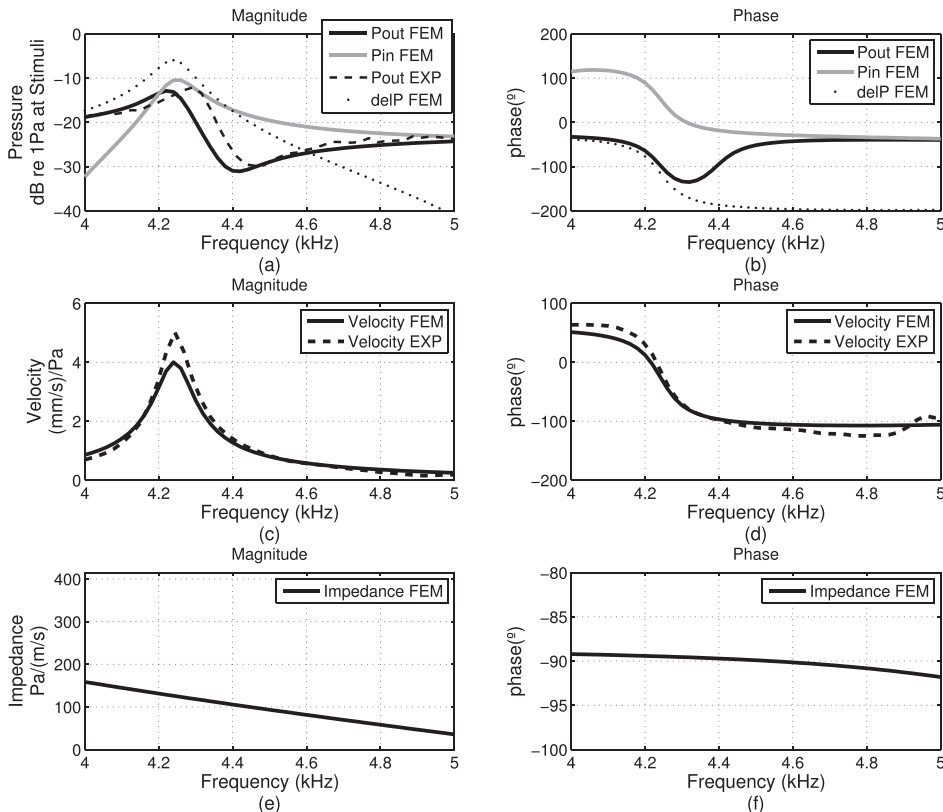 Magnitude
Pressure
dB re 1Pa at Stimuli
0
−10
−20
−30
−40
Pout FEM
Pin FEM
Pout EXP
delP FEM
4 4.2 4.4 4.6 4.8 5
Frequency (kHz)
(a)
Phase
phase(º)
200
100
0
−100
−200
Pout FEM
Pin FEM
delP FEM
4 4.2 4.4 4.6 4.8 5
Frequency (kHz)
(b)
Magnitude
Velocity
(mm/s)/Pa
6
4
2
0
Velocity FEM
Velocity EXP
4 4.2 4.4 4.6 4.8 5
Frequency (kHz)
(c)
Phase
phase(º)
100
0
−100
−200
Velocity FEM
Velocity EXP
4 4.2 4.4 4.6 4.8 5
Frequency (kHz)
(d)
Magnitude
Impedance
Pa/(m/s)
400
300
200
100
0
Impedance FEM
4 4.2 4.4 4.6 4.8 5
Frequency (kHz)
(e)
Phase
phase(º)
−80
−85
−90
−95
−100
Impedance FEM
4 4.2 4.4 4.6 4.8 5
Frequency (kHz)
(f)